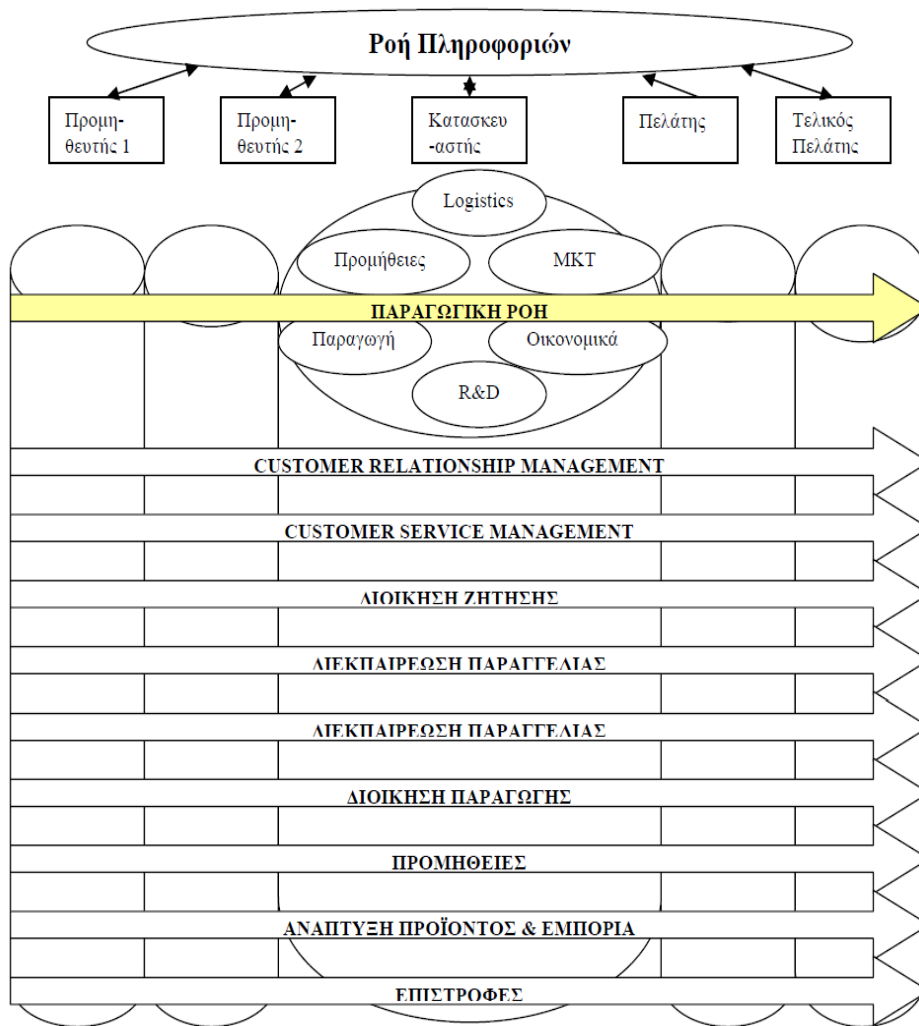 Ροή Πληροφοριών
Προμη-
θευτής 1
Προμη-
θευτής 2
Κατασκευ
-αστής
Πελάτης
Τελικός
Πελάτης
Logistics
Προμήθειες
MKT
ΠΑΡΑΓΩΓΙΚΗ ΡΟΗ
Παραγωγή
Οικονομικά
R&D
CUSTOMER RELATIONSHIP MANAGEMENT
CUSTOMER SERVICE MANAGEMENT
ΔΙΟΙΚΗΣΗ ΖΗΤΗΣΗΣ
ΔΙΕΚΠΑΙΡΕΩΣΗ ΠΑΡΑΓΓΕΛΙΑΣ
ΔΙΕΚΠΑΙΡΕΩΣΗ ΠΑΡΑΓΓΕΛΙΑΣ
ΔΙΟΙΚΗΣΗ ΠΑΡΑΓΩΓΗΣ
ΠΡΟΜΗΘΕΙΕΣ
ΑΝΑΠΤΥΞΗ ΠΡΟΪΟΝΤΟΣ & ΕΜΠΟΡΙΑ
ΕΠΙΣΤΡΟΦΕΣ